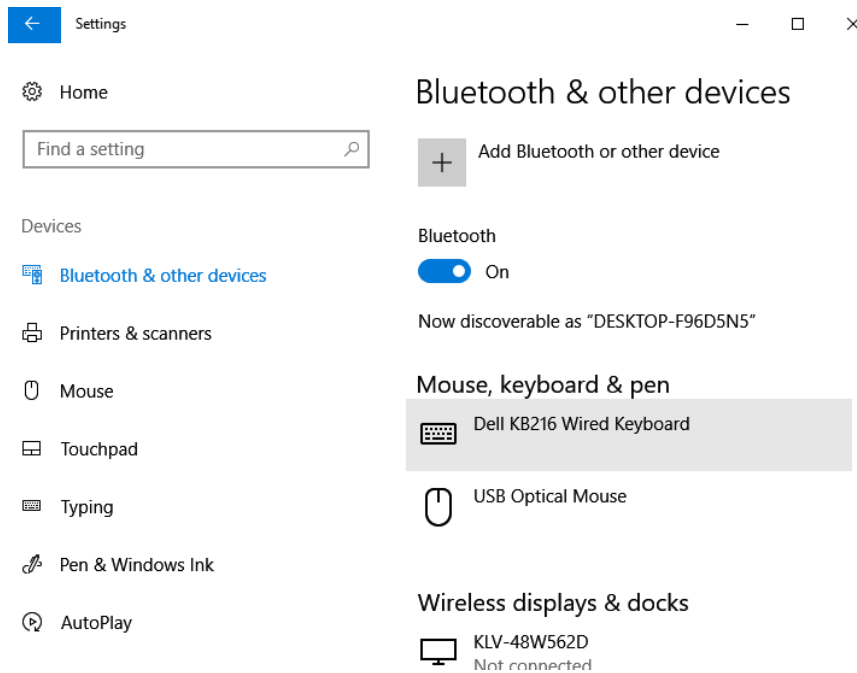 Settings
Home
Find a setting
Devices
Bluetooth & other devices
Printers & scanners
Mouse
Touchpad
Typing
Pen & Windows Ink
AutoPlay
Bluetooth & other devices
Add Bluetooth or other device
Bluetooth
On
Now discoverable as “DESKTOP-F96D5N5”
Mouse, keyboard & pen
Dell KB216 Wired Keyboard
USB Optical Mouse
Wireless displays & docks
KLV-48W562D
Not connected